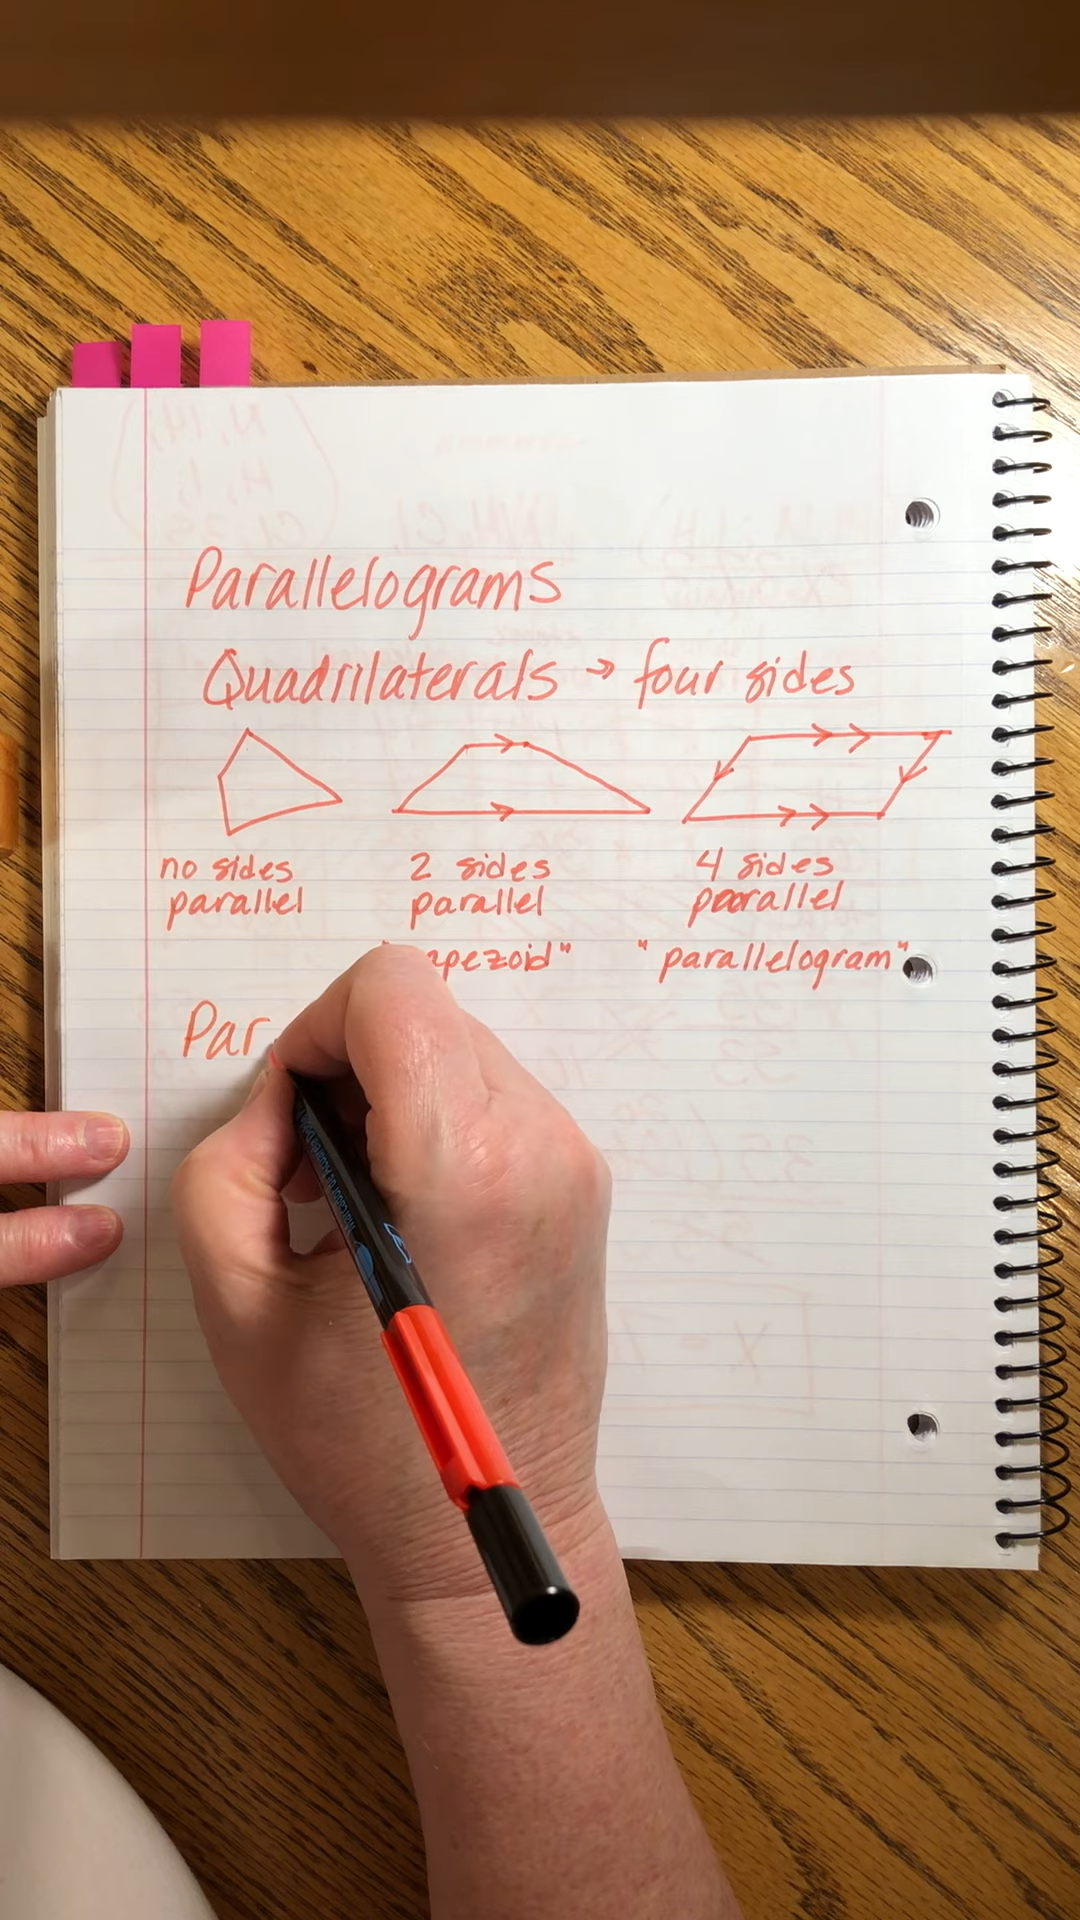 Parallelograms
Quadrilaterals → four sides
no sides parallel
2 sides parallel
4 sides parallel
"parallelogram"
Par